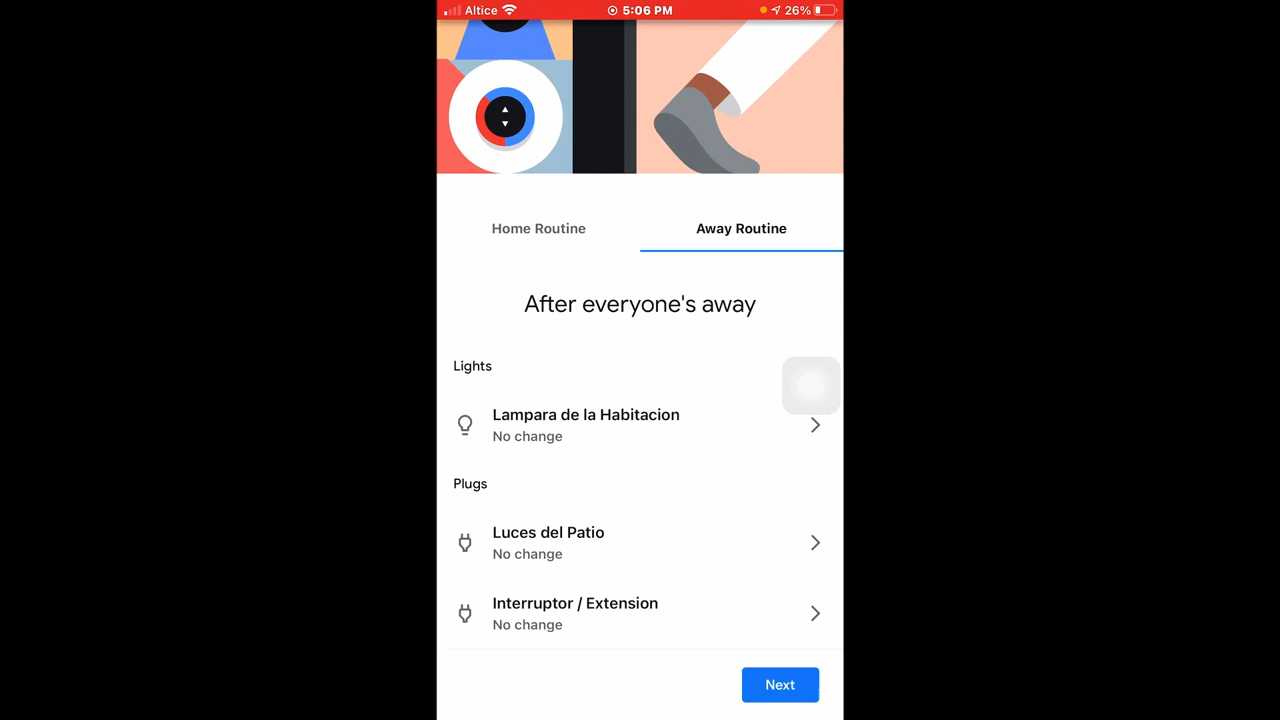 Altice 5:06 PM 26%
Home Routine Away Routine
After everyone's away
Lights
Lampara de la Habitacion
No change
Plugs
Luces del Patio
No change
Interruptor / Extension
No change
Next